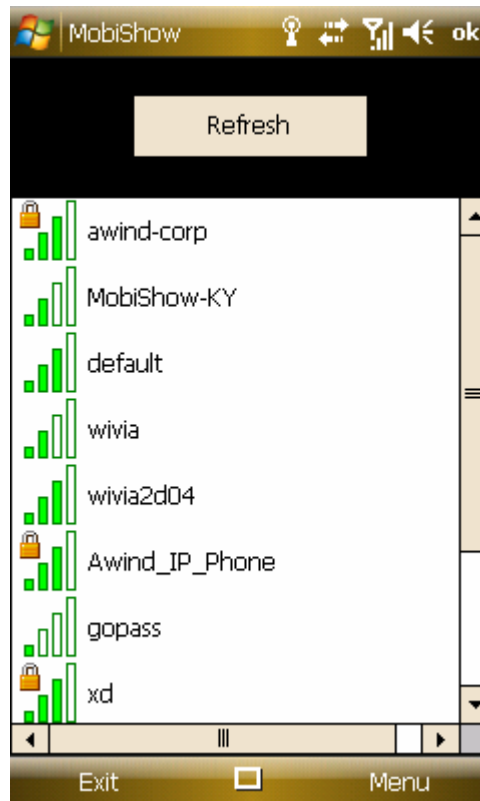 MobiShow ok
Refresh
awind-corp
MobiShow-KY
default
wivia
wivia2d04
Awind_IP_Phone
gopass
xd
Exit Menu